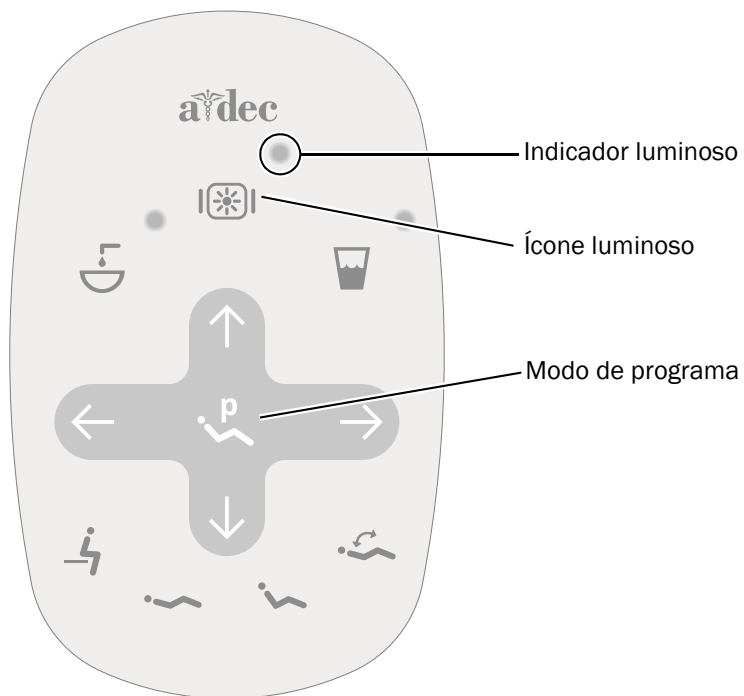 a dec
Indicador luminoso
Ícone luminoso
Modo de programa
p